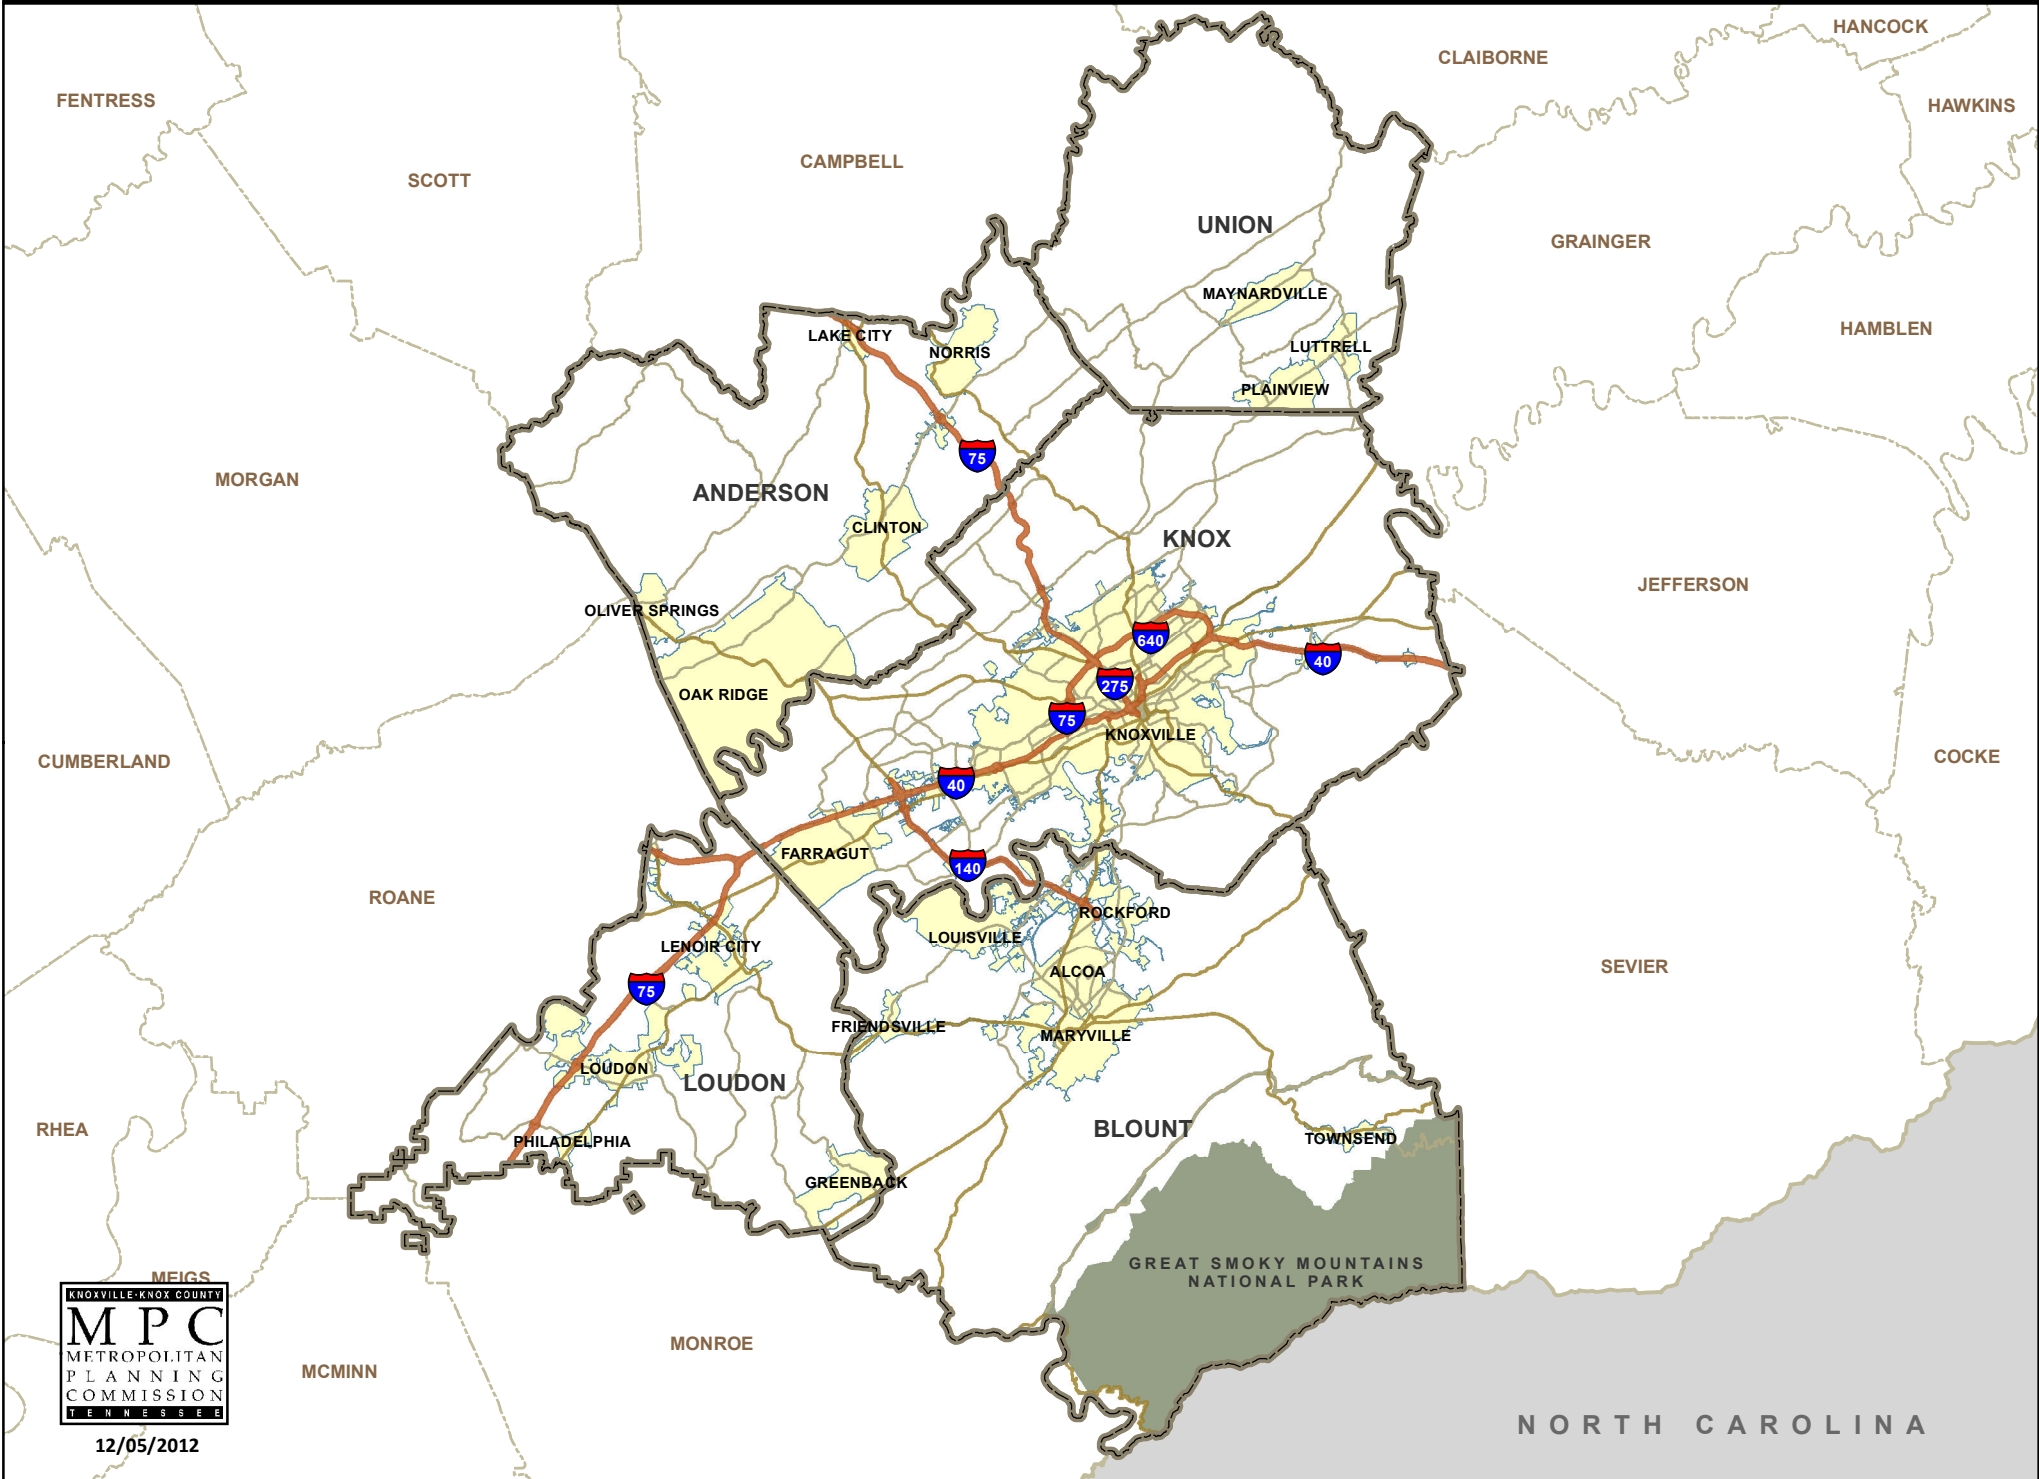 HANCOCK
CLAIBORNE
FENTRESS
HAWKINS
CAMPBELL
SCOTT
UNION
GRAINGER
MAYNARDVILLE
HAMBLEN
LAKE CITY
LUTTRELL
NORRIS
PLAINVIEW
75
MORGAN
ANDERSON
CLINTON
KNOX
JEFFERSON
OLIVER SPRINGS
640
40
275
OAK RIDGE
75
KNOXVILLE
COCKE
CUMBERLAND
40
FARRAGUT
140
ROANE
ROCKFORD
LOUISVILLE
LENOIR CITY
SEVIER
ALCOA
75
FRIENDSVILLE
MARYVILLE
LOUDON
LOUDON
RHEA
BLOUNT
TOWNSEND
PHILADELPHIA
GREENBACK
GREAT SMOKY MOUNTAINS
NATIONAL PARK
MEIGS
KNOXVILLE·KNOX COUNTY
MPC
METROPOLITAN
PLANNING
COMMISSION
TENNESSEE
12/05/2012
MONROE
MCMINN
NORTH CAROLINA